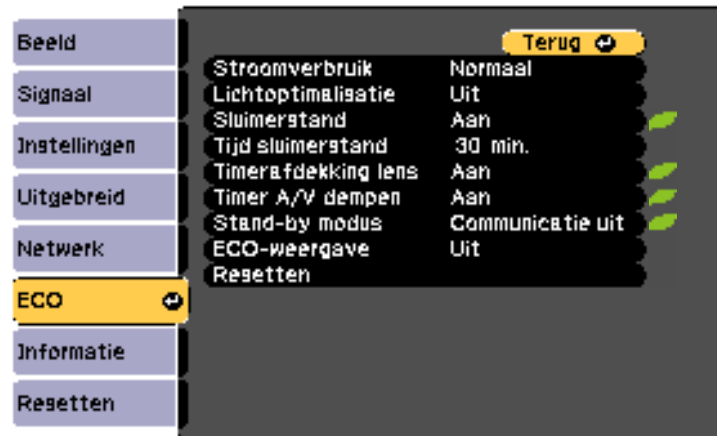 Beeld
Signaal
Instellingen
Uitgebreid
Netwerk
ECO
Informatie
Resetten
Terug
Stroomverbruik Normaal
Lichtoptimalisatie Uit
Sluimerstand Aan
Tijd sluimerstand 30 min.
Timerafdekking lens Aan
Timer A/V dempen Aan
Stand-by modus Communicatie uit
ECO-weergave Uit
Resetten